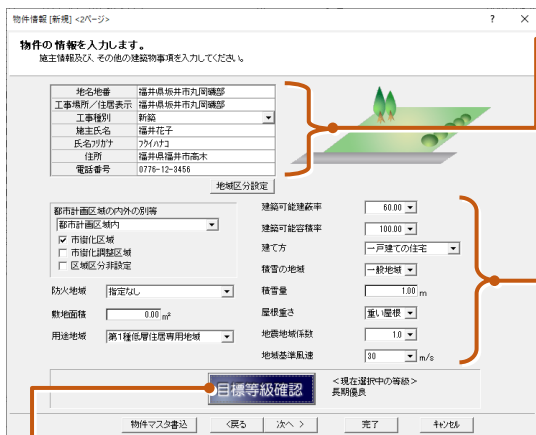 物件情報 [新規] <2ページ>
? ×
物件の情報を入力します。
施主情報及び、その他の建築物事項を入力してください。
地名地番 福井県坂井市丸岡磯部
工事場所／住居表示 福井県坂井市丸岡磯部
工事種別 新築
施主氏名 福井花子
氏名ﾌﾘｶﾞﾅ ﾌｸｲﾊﾅｺ
住所 福井県福井市高木
電話番号 0776-12-3456
地域区分設定
都市計画区域の内外の別等
都市計画区域内
市街化区域
市街化調整区域
区域区分非設定
防火地域 指定なし
敷地面積 0.00 m²
用途地域 第1種低層住居専用地域
建築可能建蔽率 60.00
建築可能容積率 100.00
建て方 一戸建ての住宅
積雪の地域 一般地域
積雪量 1.00 m
屋根重さ 重い屋根
地震地域係数 1.0
地域基準風速 30 m/s
目標等級確認
<現在選択中の等級>
長期優良
物件マスタ書込 <戻る 次へ > 完了 ｷｬﾝｾﾙ